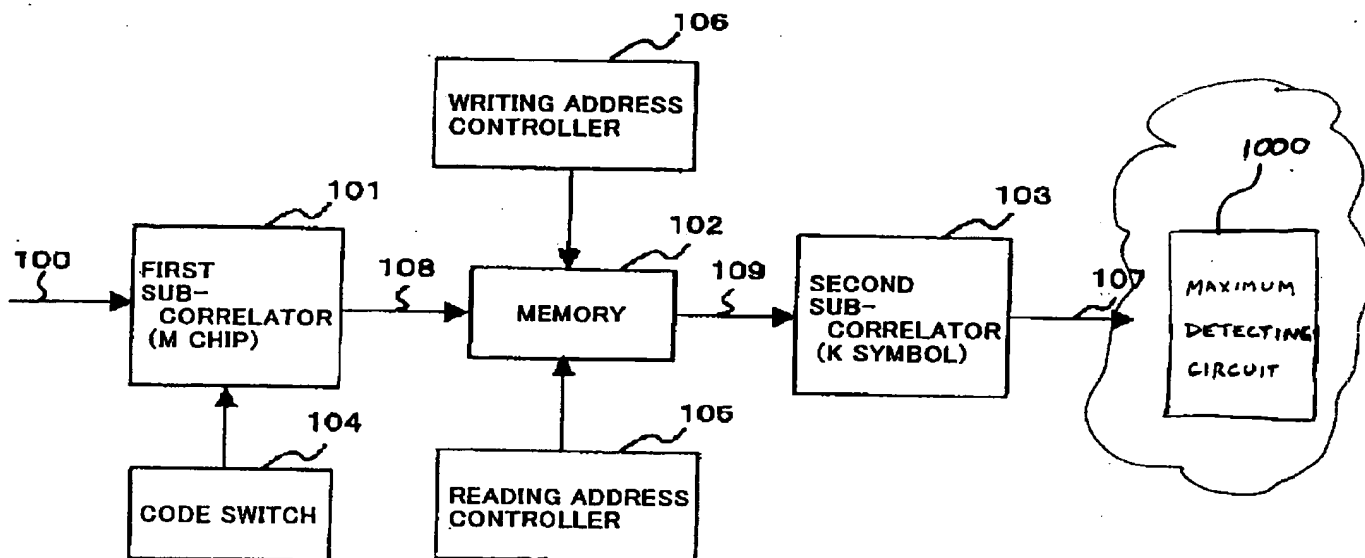 106
WRITING ADDRESS
CONTROLLER
1000
101
102
103
100
FIRST
SUB-
CORRELATOR
(M CHIP)
108
MEMORY
109
SECOND
SUB-
CORRELATOR
(K SYMBOL)
107
MAXIMUM
DETECTING
CIRCUIT
104
CODE SWITCH
105
READING ADDRESS
CONTROLLER